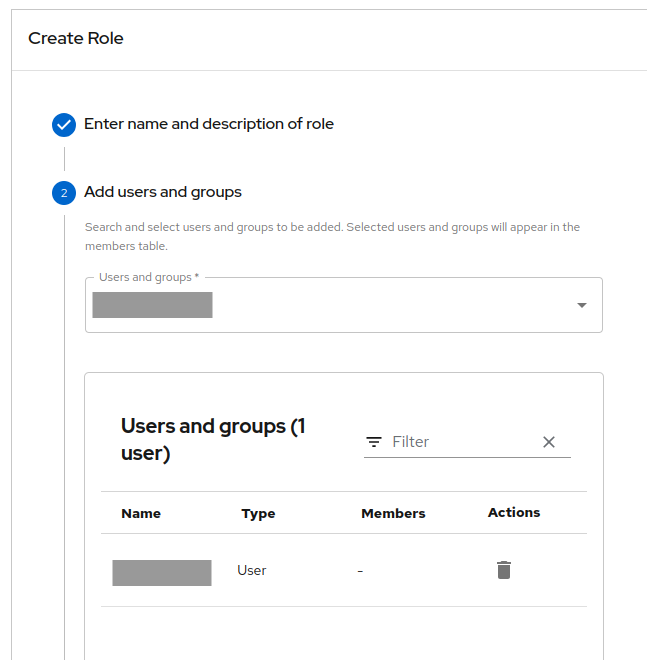 Create Role
Enter name and description of role
2
Add users and groups
Search and select users and groups to be added. Selected users and groups will appear in the
members table.
Users and groups *
Users and groups (1
user)
Filter
Name Type Members Actions
User -